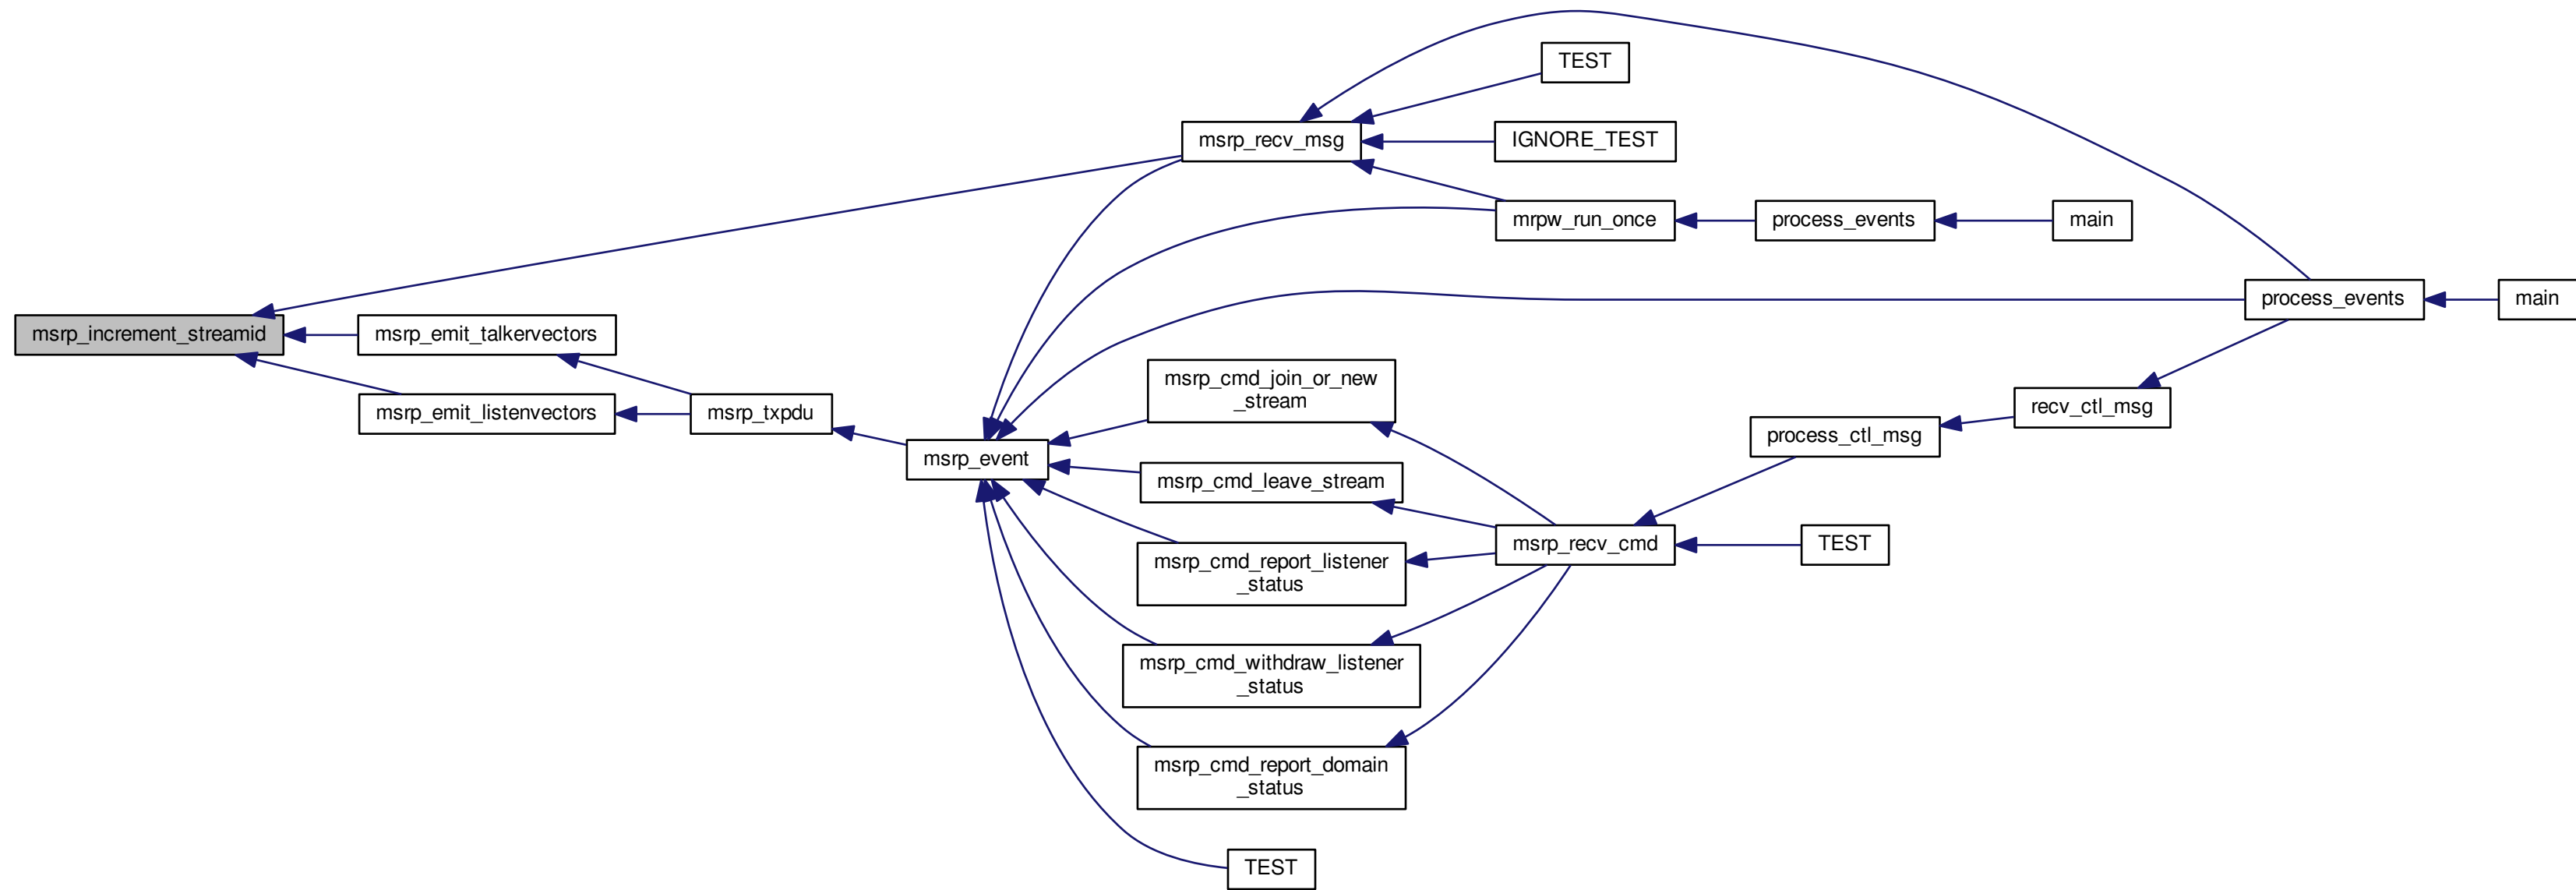 TEST
msrp_recv_msg
IGNORE_TEST
mrpw_run_once
process_events
main
process_events
main
msrp_increment_streamid
msrp_emit_talkervectors
msrp_emit_listenvectors
msrp_txpdu
msrp_event
msrp_cmd_join_or_new
_stream
msrp_cmd_leave_stream
msrp_cmd_report_listener
_status
msrp_cmd_withdraw_listener
_status
msrp_cmd_report_domain
_status
TEST
msrp_recv_cmd
TEST
process_ctl_msg
recv_ctl_msg